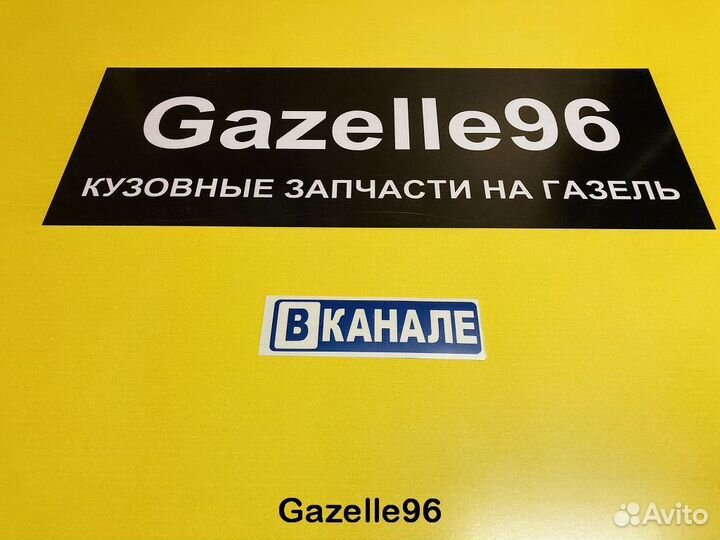 Gazelle96
КУЗОВНЫЕ ЗАПЧАСТИ НА ГАЗЕЛЬ
ВКАНАЛЕ
Gazelle96
Avito